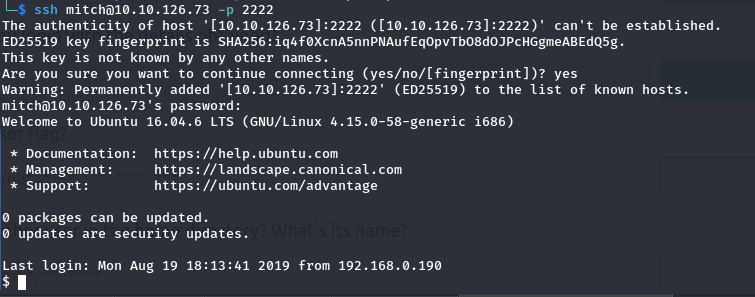 $ ssh mitch@10.10.126.73 -p 2222
The authenticity of host '[10.10.126.73]:2222 ([10.10.126.73]:2222)' can't be established.
ED25519 key fingerprint is SHA256:iq4f0XcnA5nnPNAufEqOpvTbO8dOJPcHGgmeABEdQ5g.
This key is not known by any other names.
Are you sure you want to continue connecting (yes/no/[fingerprint])? yes
Warning: Permanently added '[10.10.126.73]:2222' (ED25519) to the list of known hosts.
mitch@10.10.126.73's password:
Welcome to Ubuntu 16.04.6 LTS (GNU/Linux 4.15.0-58-generic i686)
ser flag?
* Documentation: https://help.ubuntu.com
* Management: https://landscape.canonical.com
* Support: https://ubuntu.com/advantage
0 packages can be updated.
0 updates are security updates.
directory? What's its name?
Last login: Mon Aug 19 18:13:41 2019 from 192.168.0.190
$